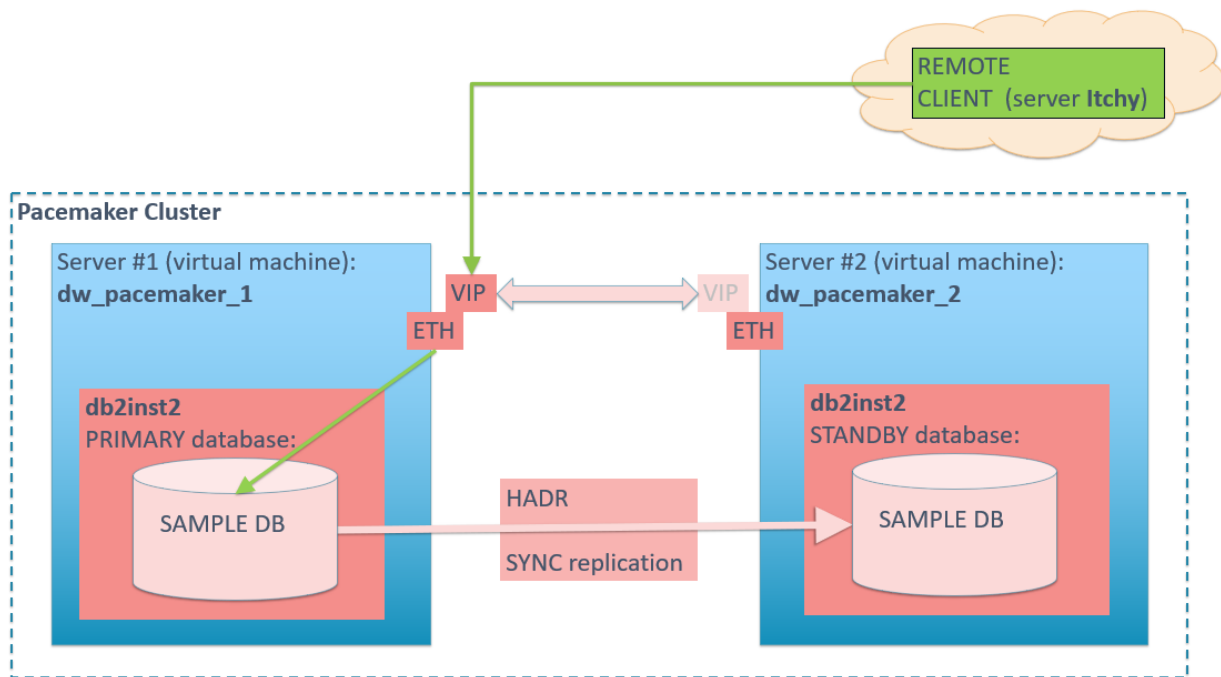 REMOTE
CLIENT (server Itchy)
Pacemaker Cluster
Server #1 (virtual machine):
dw_pacemaker_1
VIP
ETH
db2inst2
PRIMARY database:
SAMPLE DB
HADR
SYNC replication
VIP
ETH
Server #2 (virtual machine):
dw_pacemaker_2
db2inst2
STANDBY database:
SAMPLE DB